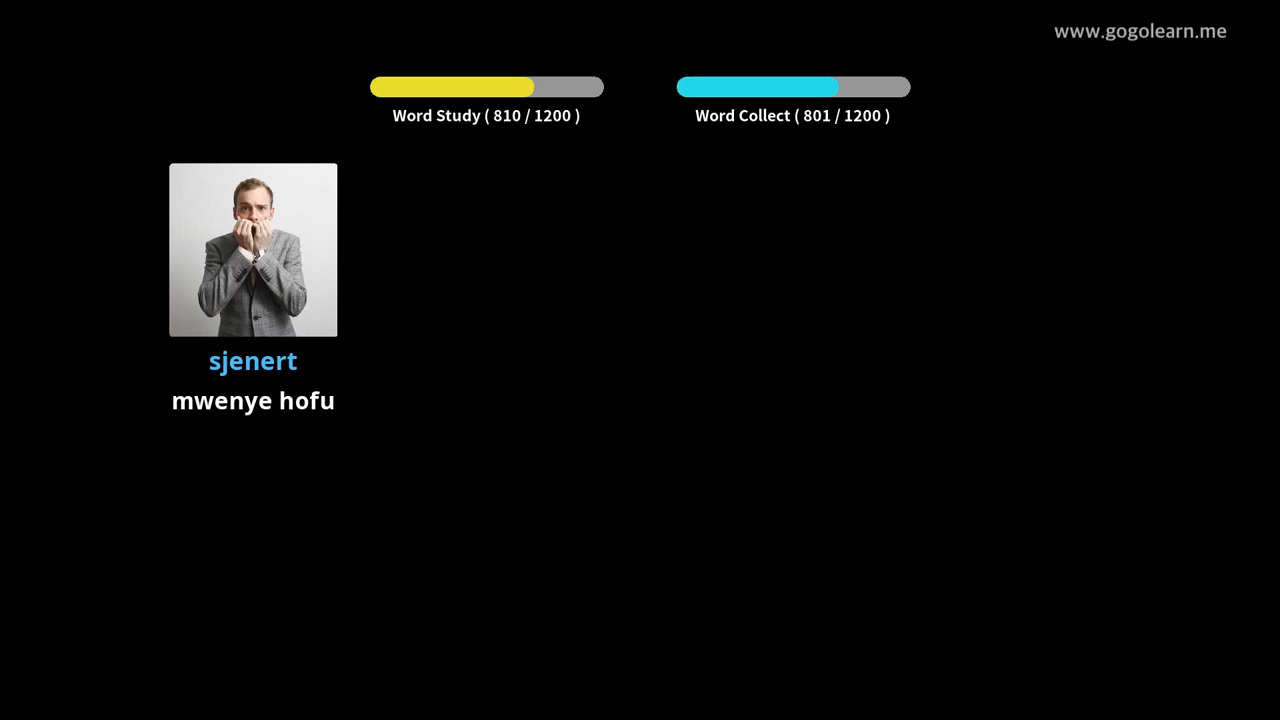 www.gogolearn.me
Word Study ( 810 / 1200 )
Word Collect ( 801 / 1200 )
sjenert
mwenye hofu